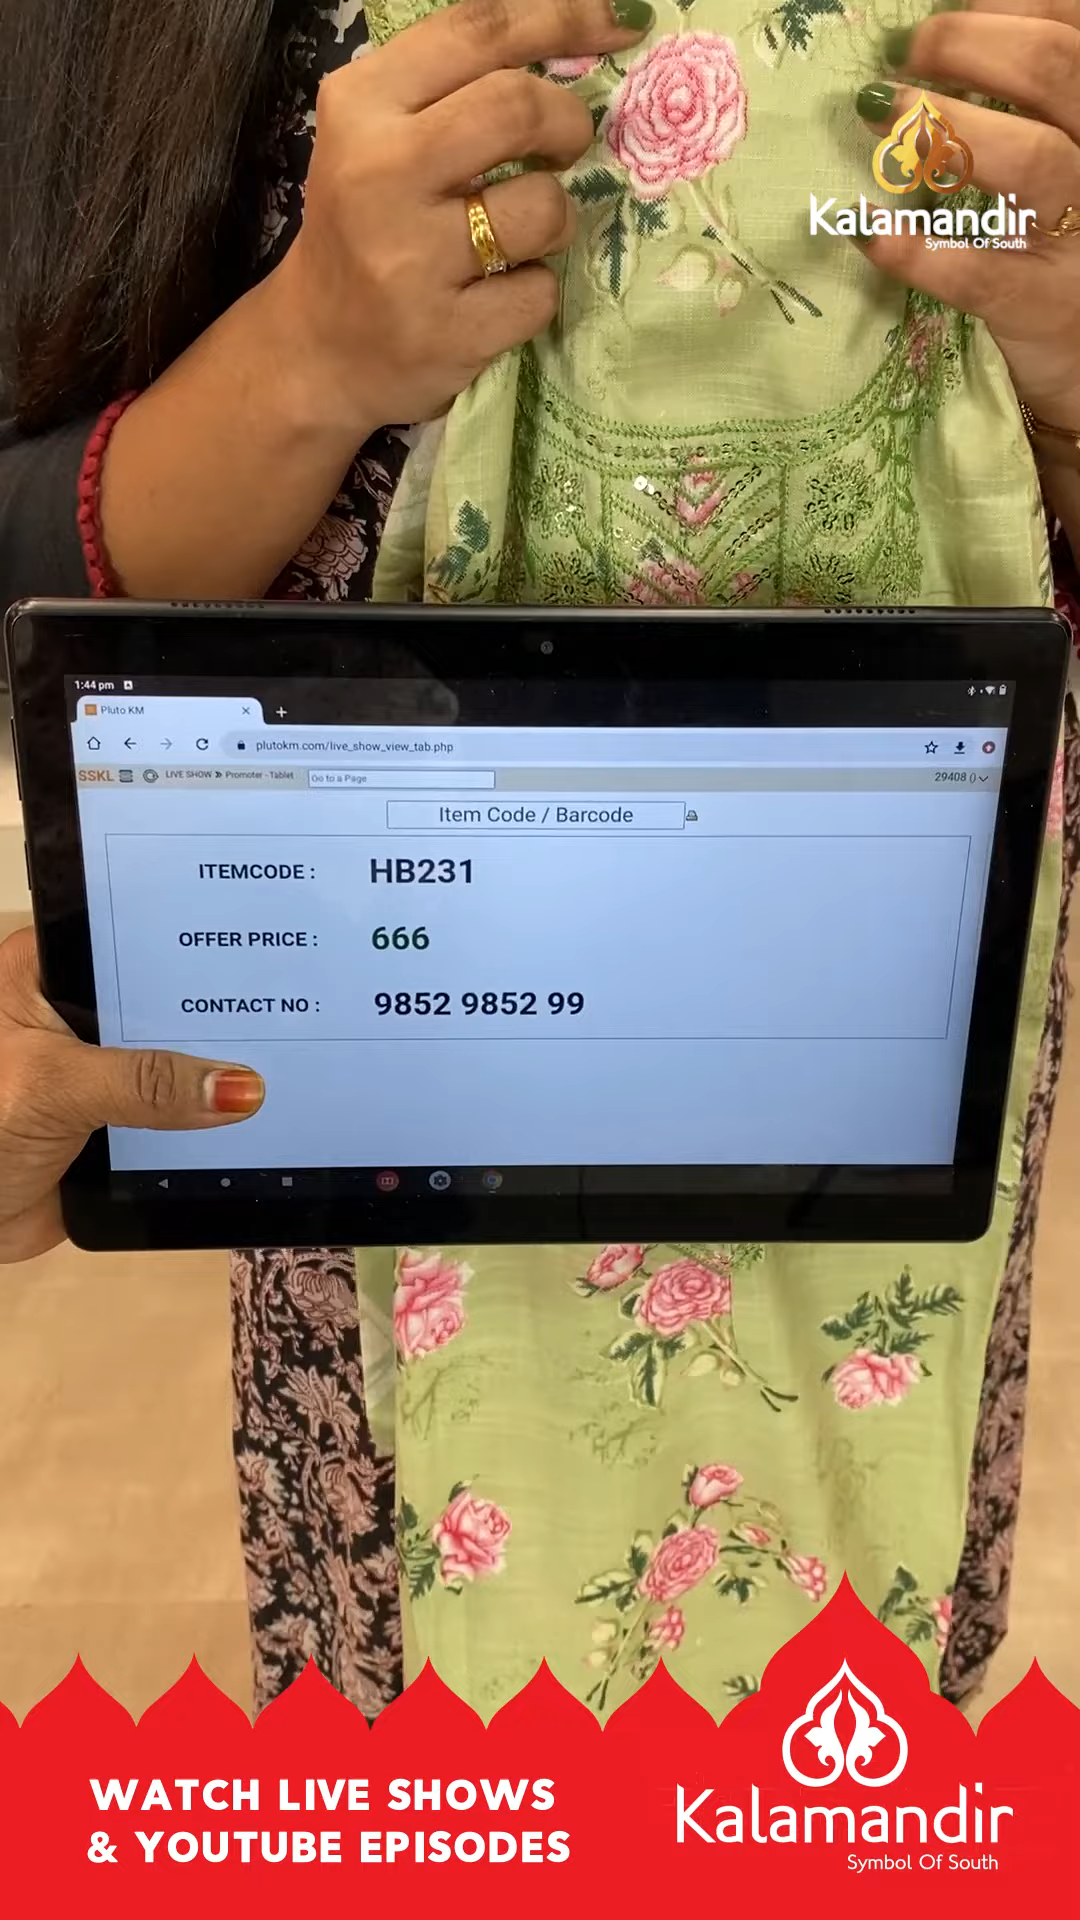 Kalamandir
Symbol Of South
1:44 pm
Pluto KM
plutokm.com/live_show_view_tab.php
SSKL
LIVE SHOW » Promoter - Tablet
Go to a Page
29408 ()
Item Code / Barcode
ITEMCODE : HB231
OFFER PRICE : 666
CONTACT NO : 9852 9852 99
WATCH LIVE SHOWS
& YOUTUBE EPISODES
Kalamandir
Symbol Of South